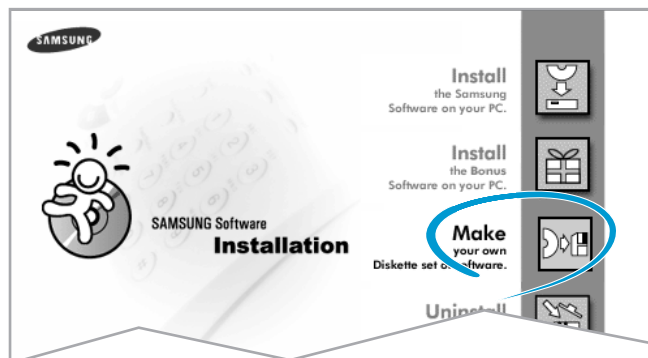 SAMSUNG
Install
the Samsung
Software on your PC.
Install
the Bonus
Software on your PC.
SAMSUNG Software
Installation
Make
your own
Diskette set of software.
Uninstall